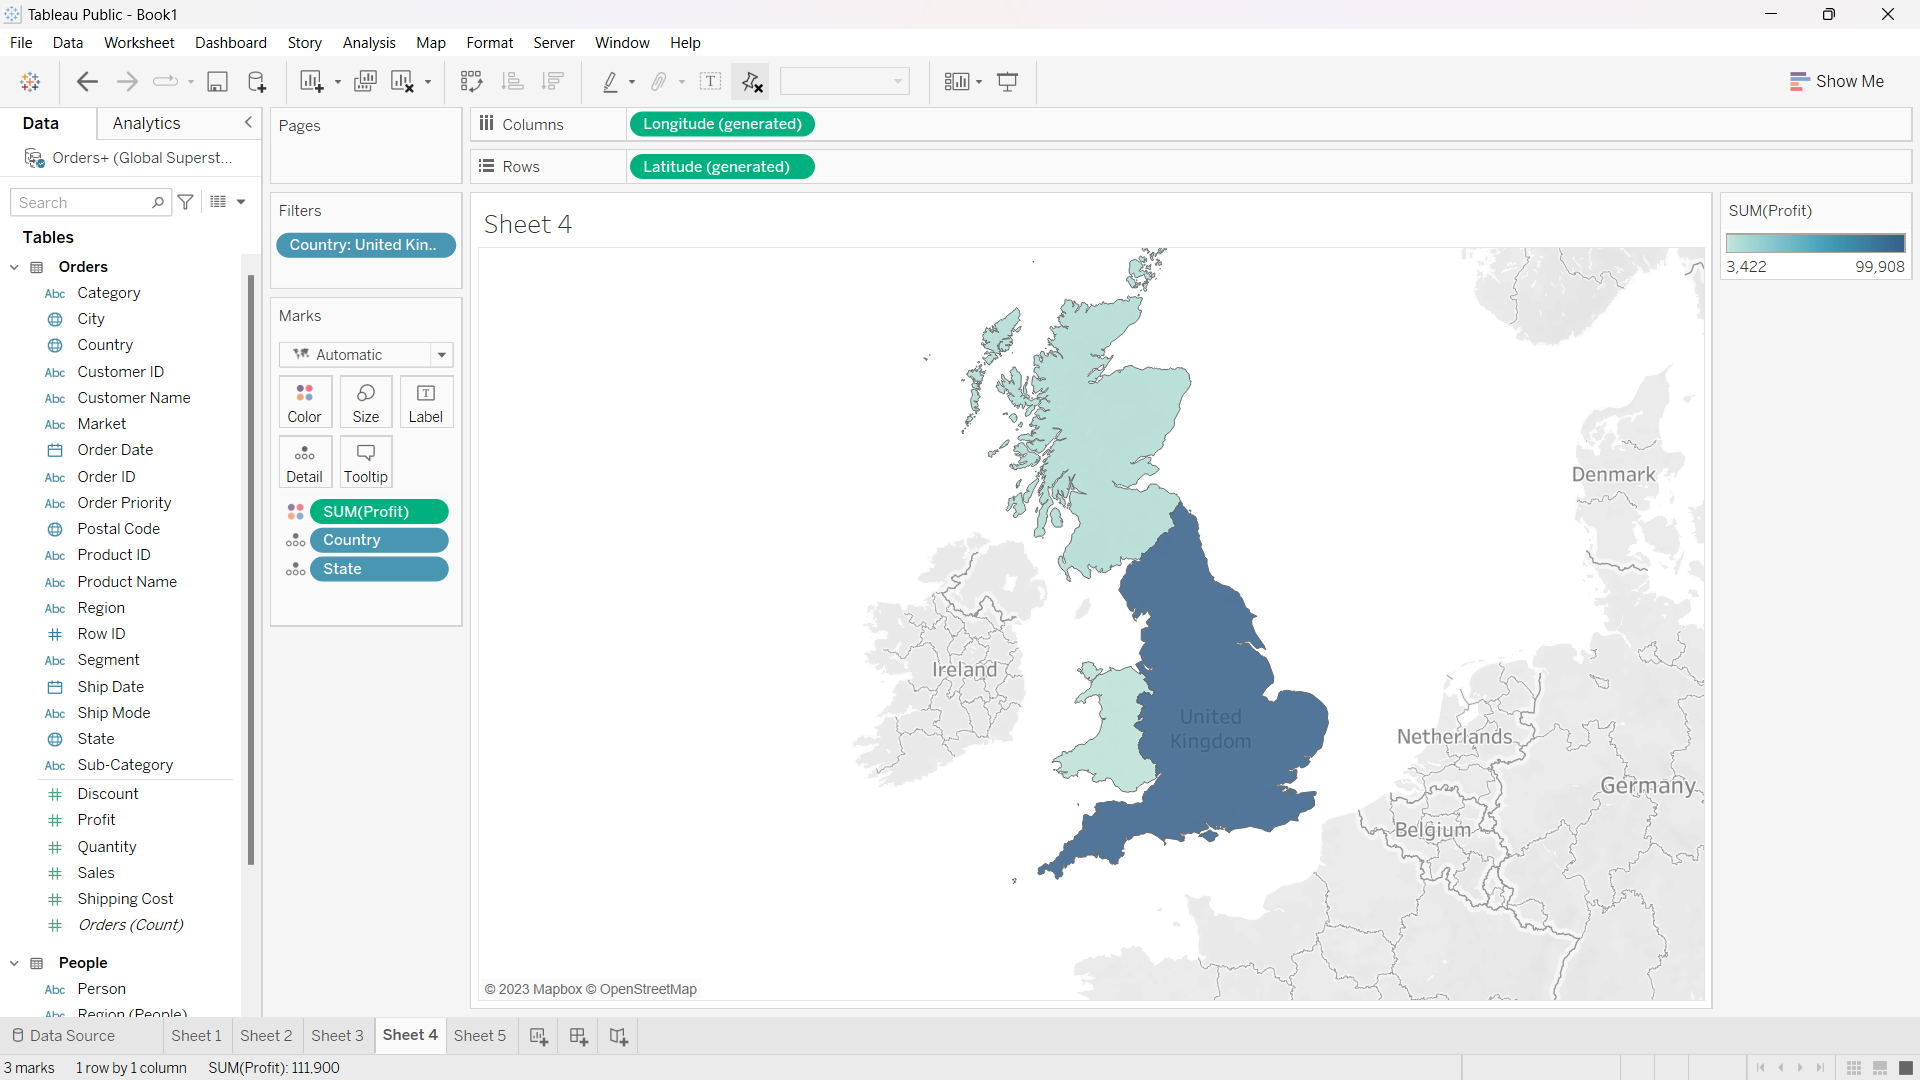 Tableau Public - Book1
File Data Worksheet Dashboard Story Analysis Map Format Server Window Help
Show Me
Data Analytics
Orders+ (Global Superst...
Search
Tables
Orders
Abc Category
City
Country
Abc Customer ID
Abc Customer Name
Abc Market
Order Date
Abc Order ID
Abc Order Priority
Postal Code
Abc Product ID
Abc Product Name
Abc Region
Row ID
Abc Segment
Ship Date
Abc Ship Mode
State
Abc Sub-Category
Discount
Profit
Quantity
Sales
Shipping Cost
Orders (Count)
People
Abc Person
Abc Region (People)
Pages
Filters
Country: United Kin..
Marks
Automatic
Color Size Label
Detail Tooltip
SUM(Profit)
Country
State
Columns Longitude (generated)
Rows Latitude (generated)
Sheet 4
Denmark
Ireland
United
Kingdom
Netherlands
Germany
Belgium
© 2023 Mapbox © OpenStreetMap
SUM(Profit)
3,422 99,908
Data Source Sheet 1 Sheet 2 Sheet 3 Sheet 4 Sheet 5
3 marks 1 row by 1 column SUM(Profit): 111,900